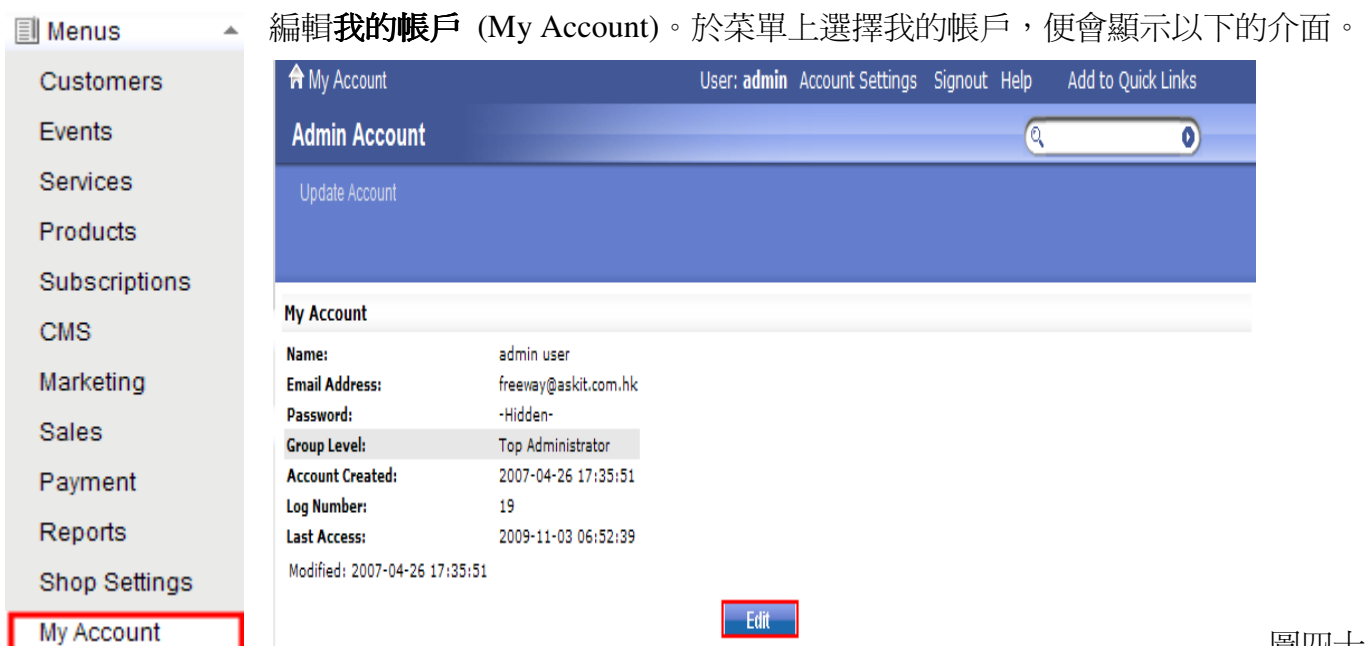 Menus
Customers
Events
Services
Products
Subscriptions
CMS
Marketing
Sales
Payment
Reports
Shop Settings
My Account
編輯我的帳戶 (My Account)。於菜單上選擇我的帳戶，便會顯示以下的介面。
My Account User: admin Account Settings Signout Help Add to Quick Links
Admin Account
Update Account
My Account
Name: admin user
Email Address: freeway@askit.com.hk
Password: -Hidden-
Group Level: Top Administrator
Account Created: 2007-04-26 17:35:51
Log Number: 19
Last Access: 2009-11-03 06:52:39
Modified: 2007-04-26 17:35:51
Edit
圖四十